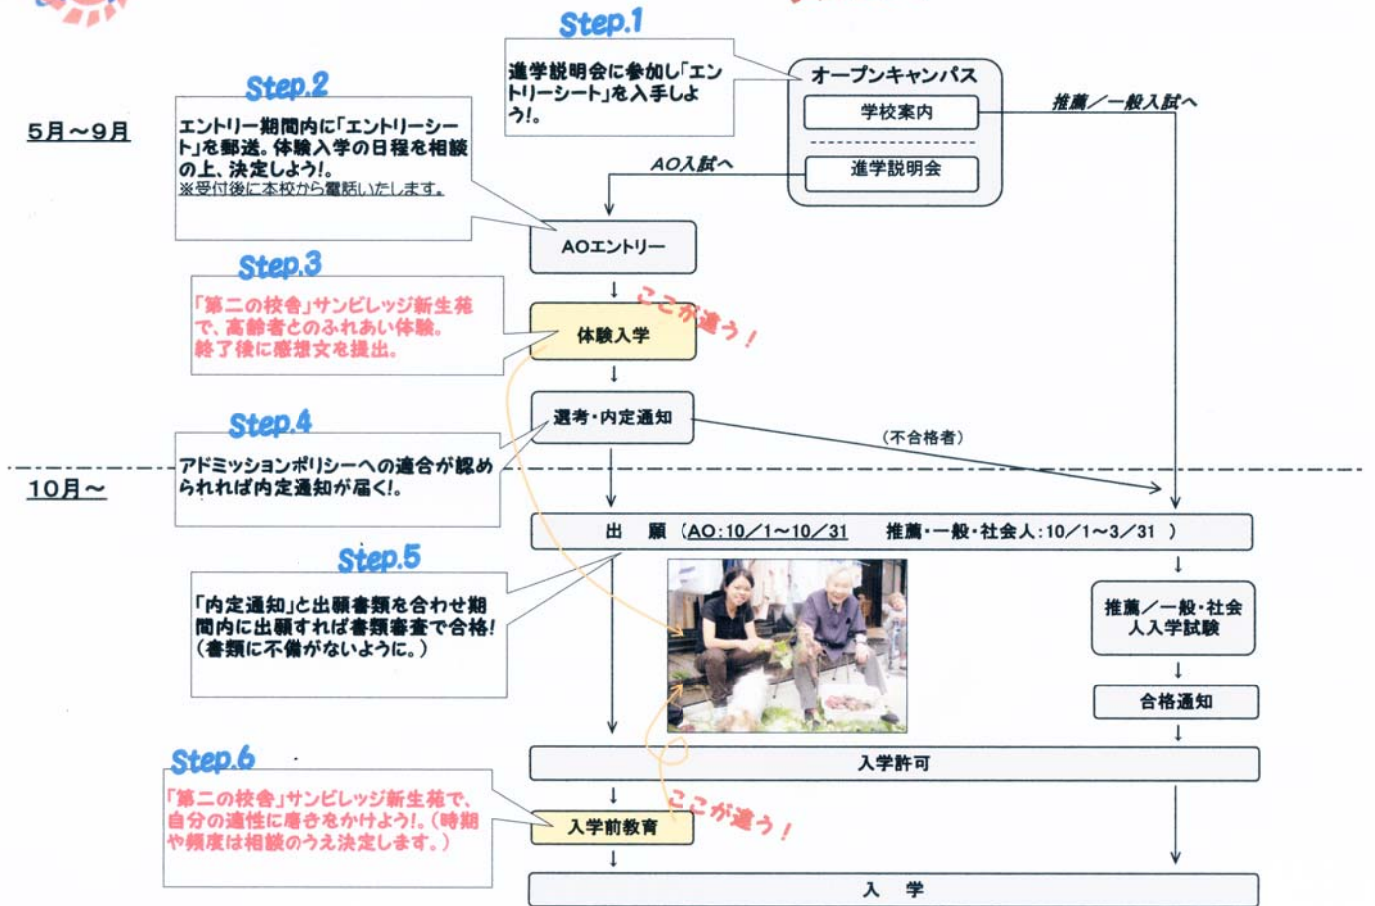 Step.1
進学説明会に参加し「エン
トリーシート」を入手しよ
う!。
オープンキャンパス
学校案内
進学説明会
推薦/一般入試へ
AO入試へ
5月~9月
Step.2
エントリー期間内に「エントリーシー
ト」を郵送。体験入学の日程を相談
の上、決定しよう!。
※受付後に本校から電話いたします。
AOエントリー
↓
Step.3
「第二の校舎」サンビレッジ新生苑
で、高齢者とのふれあい体験。
終了後に感想文を提出。
体験入学
ここが違う!
↓
Step.4
アドミッションポリシーへの適合が認め
られれば内定通知が届く!。
選考・内定通知
(不合格者)
10月~
出 願 (AO:10/1~10/31 推薦・一般・社会人:10/1~3/31 )
Step.5
「内定通知」と出願書類を合わせ期
間内に出願すれば書類審査で合格!
(書類に不備がないように。)
↓
推薦/一般・社会
人入学試験
↓
合格通知
↓
入学許可
Step.6
「第二の校舎」サンビレッジ新生苑で、
自分の適性に磨きをかけよう!。(時期
や頻度は相談のうえ決定します。)
↓
入学前教育
ここが違う!
↓
入 学